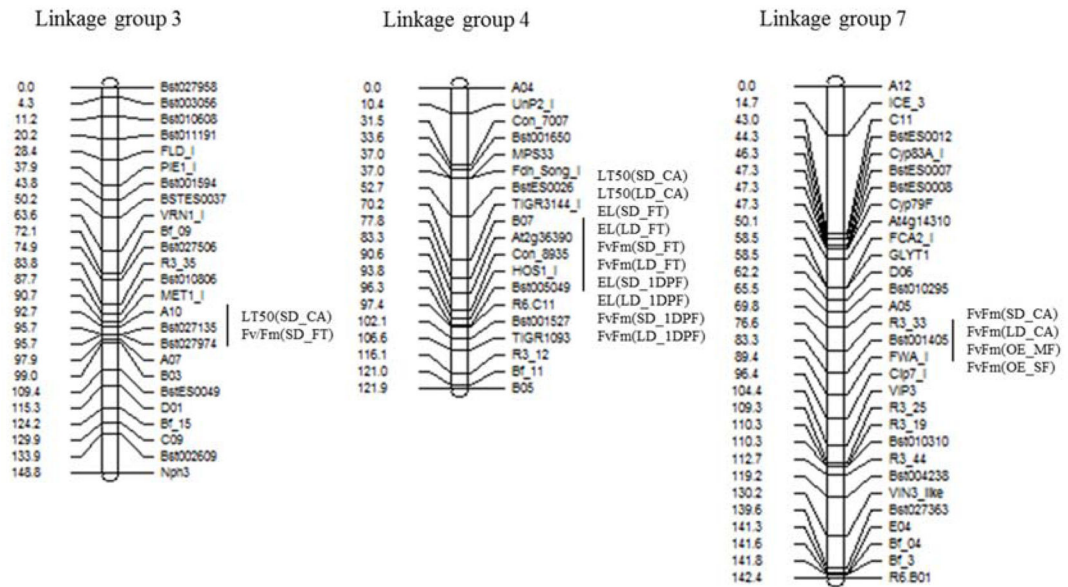 Linkage group 3
0.0 Bst027958
4.3 Bst003056
11.2 Bst010608
20.2 Bst011191
28.4 FLD_I
37.9 PIE1_I
43.8 Bst001594
50.2 BSTES0037
63.6 VRN1_I
72.1 Bf_09
74.9 Bst027506
83.8 R3_35
87.7 Bst010806
90.7 MET1_I
92.7 A10
95.7 Bst027135
95.7 Bst027974
97.9 A07
99.0 B03
109.4 BstES0049
115.3 D01
124.2 Bf_15
129.9 C09
133.9 Bst002609
148.8 Nph3
LT50(SD_CA)
Fv/Fm(SD_FT)
Linkage group 4
0.0 A04
10.4 UnP2_I
31.5 Con_7007
33.6 Bst001650
37.0 MPS33
37.0 Fdh_Song_I
52.7 BstES0026
70.2 TIGR3144_I
77.8 B07
83.3 At2g36390
90.6 Con_8935
93.8 HOS1_I
96.3 Bst005049
97.4 R6.C11
102.1 Bst001527
106.6 TIGR1093
116.1 R3_12
121.0 Bf_11
121.9 B05
LT50(SD_CA)
LT50(LD_CA)
EL(SD_FT)
EL(LD_FT)
FvFm(SD_FT)
FvFm(LD_FT)
EL(SD_1DPF)
EL(LD_1DPF)
FvFm(SD_1DPF)
FvFm(LD_1DPF)
Linkage group 7
0.0 A12
14.7 ICE_3
43.0 C11
44.3 BstES0012
46.3 Cyp83A_I
47.3 BstES0007
47.3 BstES0008
47.3 Cyp79F
50.1 At4g14310
58.5 FCA2_I
58.5 GLYT1
62.2 D06
65.5 Bst010295
69.8 A05
76.6 R3_33
83.3 Bst001405
89.4 FWA_I
96.4 Clp7_I
104.4 VIP3
109.3 R3_25
110.3 R3_19
110.3 Bst010310
112.7 R3_44
119.2 Bst004238
130.2 VIN3_like
139.6 Bst027363
141.3 E04
141.6 Bf_04
141.8 Bf_3
142.4 R6.B01
FvFm(SD_CA)
FvFm(LD_CA)
FvFm(OE_MF)
FvFm(OE_SF)